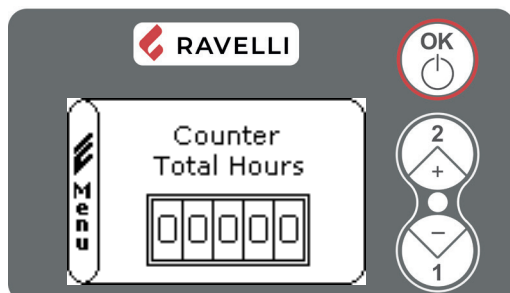 RAVELLI
OK
Menu
Counter
Total Hours
00000
2
+
−
1